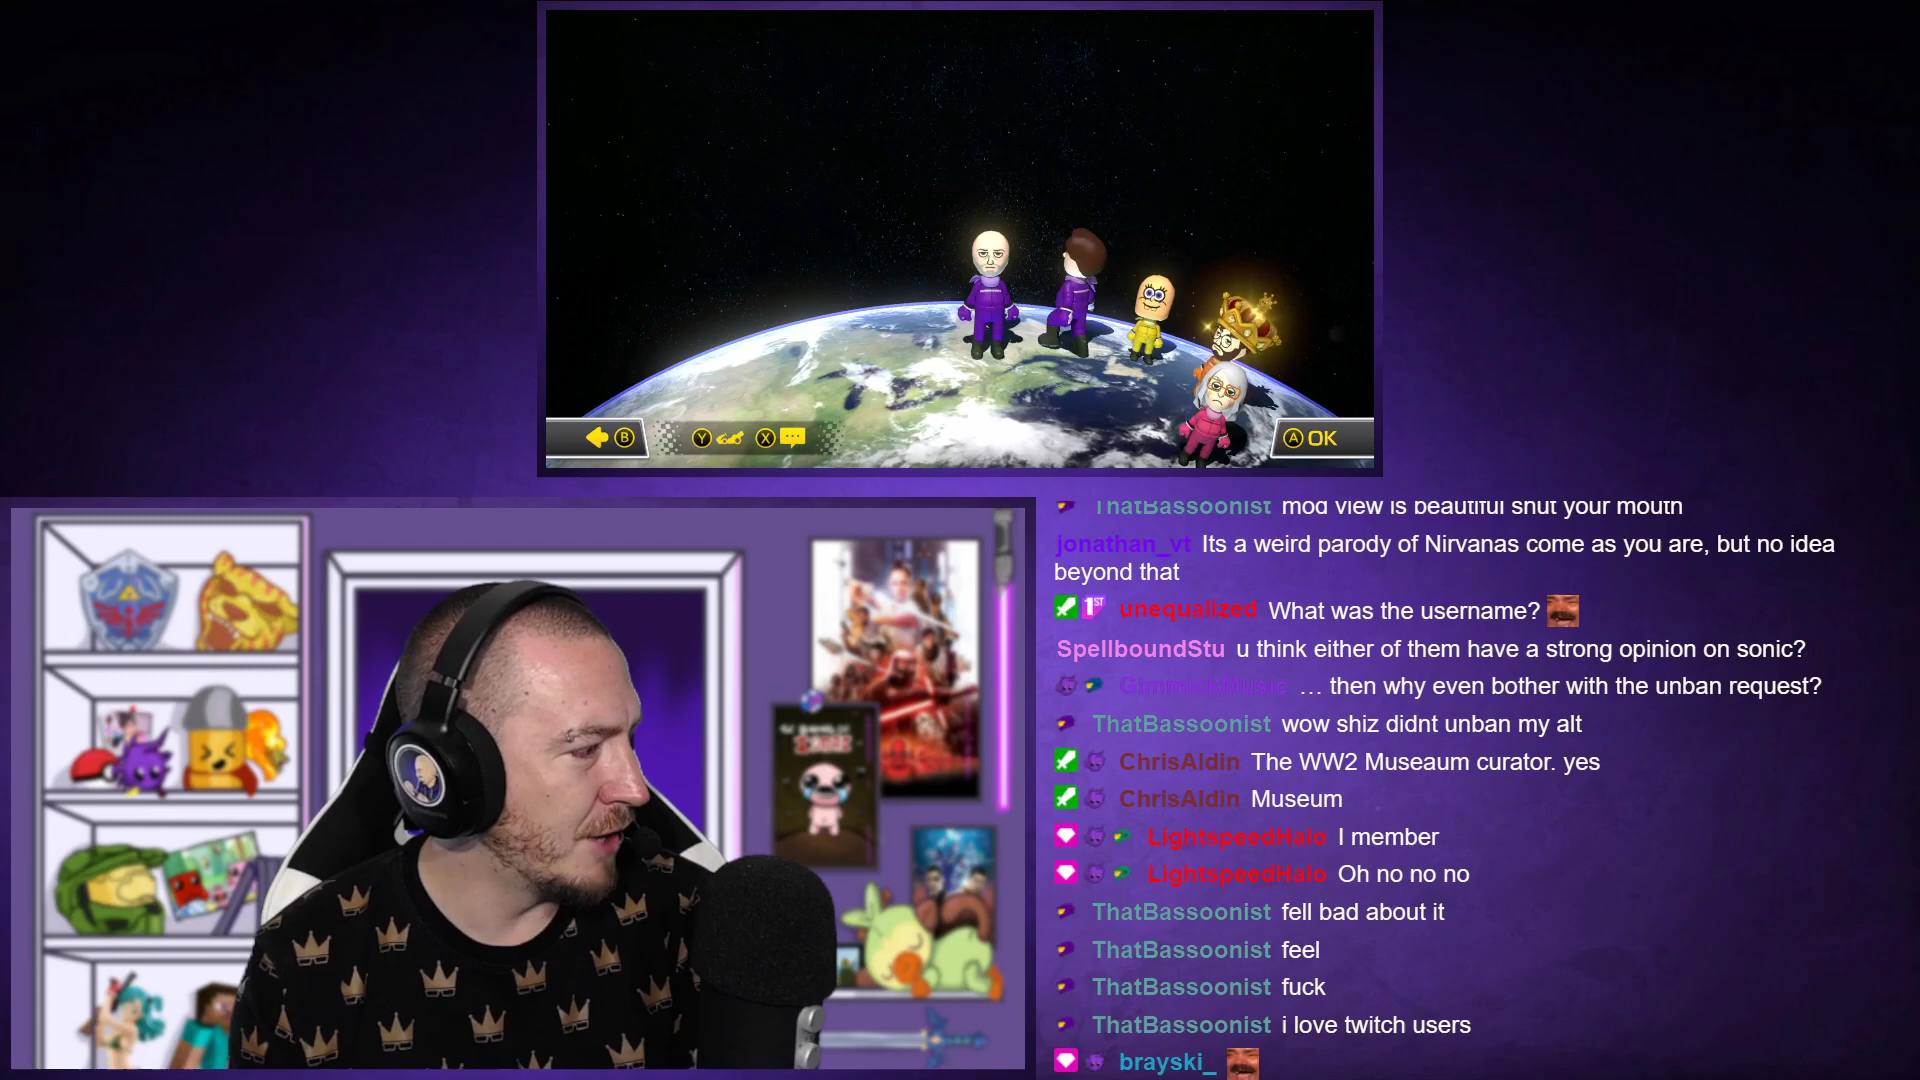 B
Y
X
A OK
ThatBassoonist mod view is beautiful shut your mouth
jonathan_vt Its a weird parody of Nirvanas come as you are, but no idea
beyond that
1ST unequalized What was the username?
SpellboundStu u think either of them have a strong opinion on sonic?
GimmickMusic … then why even bother with the unban request?
ThatBassoonist wow shiz didnt unban my alt
ChrisAldin The WW2 Museaum curator. yes
ChrisAldin Museum
LightspeedHalo I member
LightspeedHalo Oh no no no
ThatBassoonist fell bad about it
ThatBassoonist feel
ThatBassoonist fuck
ThatBassoonist i love twitch users
brayski_
ISAAC